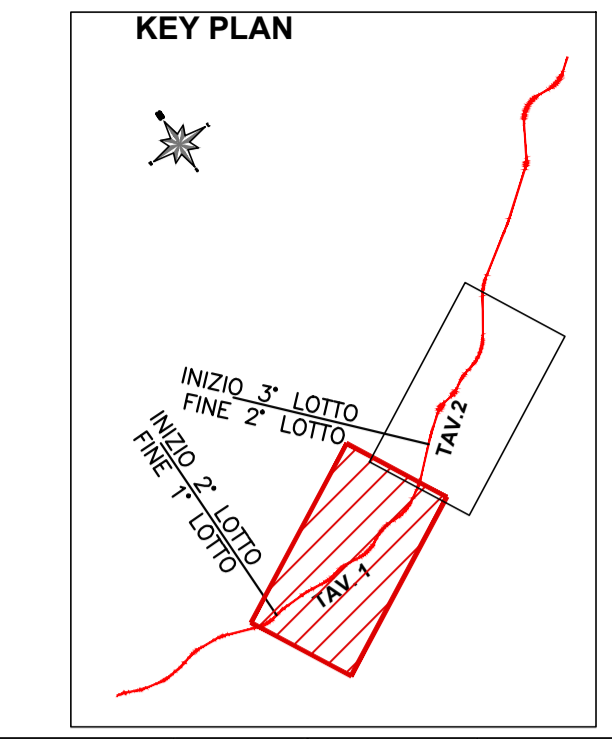 KEY PLAN
INIZIO 3° LOTTO
FINE 2° LOTTO
INIZIO 2° LOTTO
FINE 1° LOTTO
TAV.2
TAV. 1